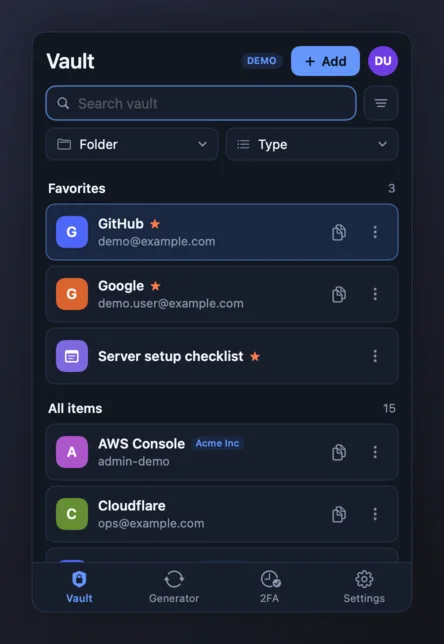 Vault
DEMO
+ Add
DU
Search vault
Folder
Type
Favorites
3
G
GitHub ★
demo@example.com
G
Google ★
demo.user@example.com
Server setup checklist ★
All items
15
A
AWS Console Acme Inc
admin-demo
C
Cloudflare
ops@example.com
Vault
Generator
2FA
Settings